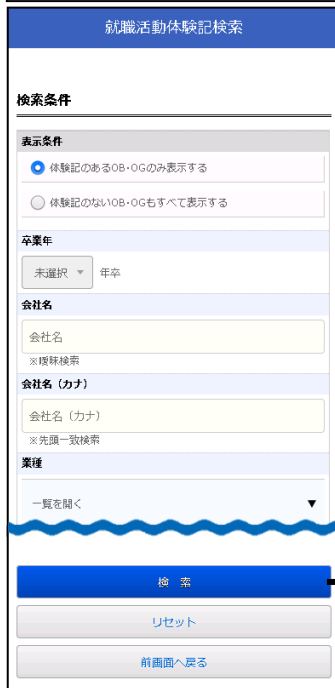 就職活動体験記検索
検索条件
表示条件
体験記のあるOB・OGのみ表示する
体験記のないOB・OGもすべて表示する
卒業年
未選択 ▼ 年卒
会社名
会社名
※曖昧検索
会社名（カナ）
会社名（カナ）
※先頭一致検索
業種
一覧を開く ▼
検 索
リセット
前画面へ戻る